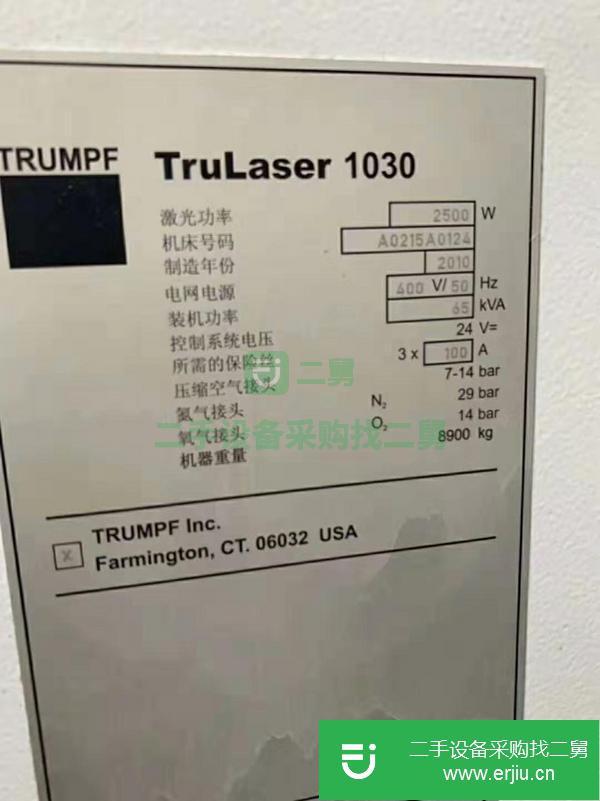 TRUMPF TruLaser 1030
激光功率 2500 W
机床号码 A0215A0124
制造年份 2010
电网电源 400 V/ 50 Hz
装机功率 65 kVA
控制系统电压 24 V=
所需的保险丝 3 x 100 A
压缩空气接头 7-14 bar
氮气接头 N₂ 29 bar
氧气接头 O₂ 14 bar
机器重量 8900 kg
二舅
二手设备采购找二舅
X TRUMPF Inc.
Farmington, CT. 06032 USA
二手设备采购找二舅
www.erjiu.cn